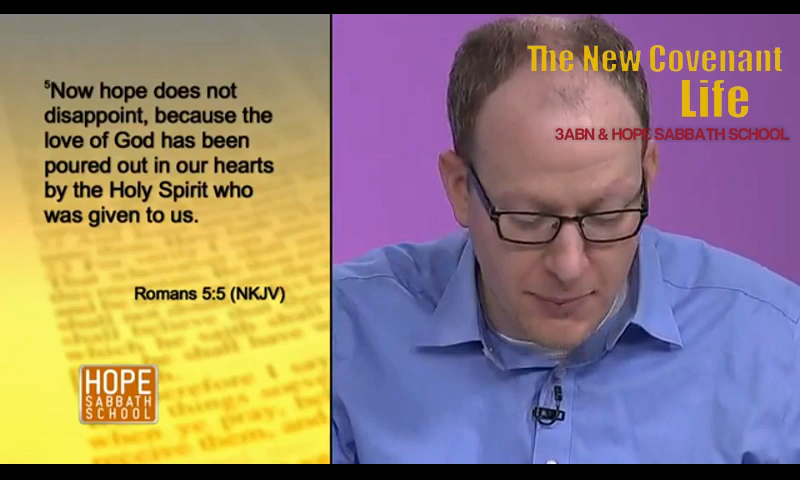 ⁵Now hope does not
disappoint, because the
love of God has been
poured out in our hearts
by the Holy Spirit who
was given to us.
Romans 5:5 (NKJV)
HOPE
SABBATH
SCHOOL
The New Covenant
Life
3ABN & HOPE SABBATH SCHOOL